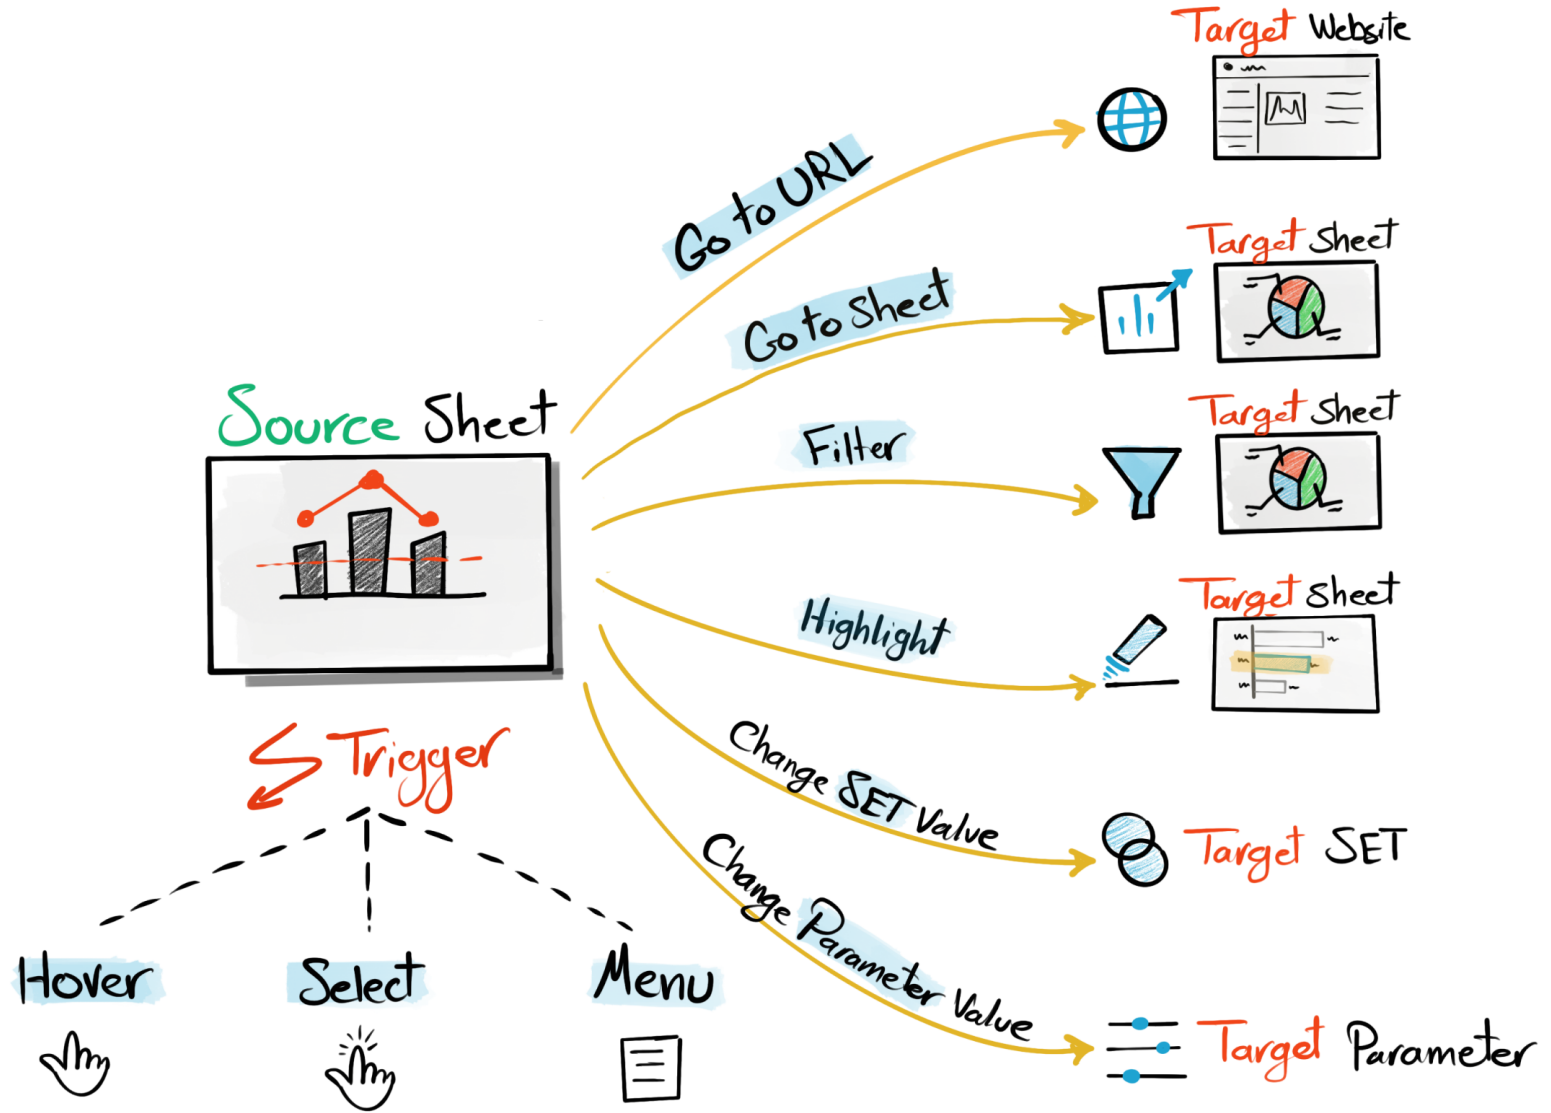 Target Website
Go to URL
Target Sheet
Go to Sheet
Source Sheet
Target Sheet
Filter
Target Sheet
Highlight
Trigger
Change SET Value
Target SET
Change Parameter Value
Hover
Select
Menu
Target Parameter